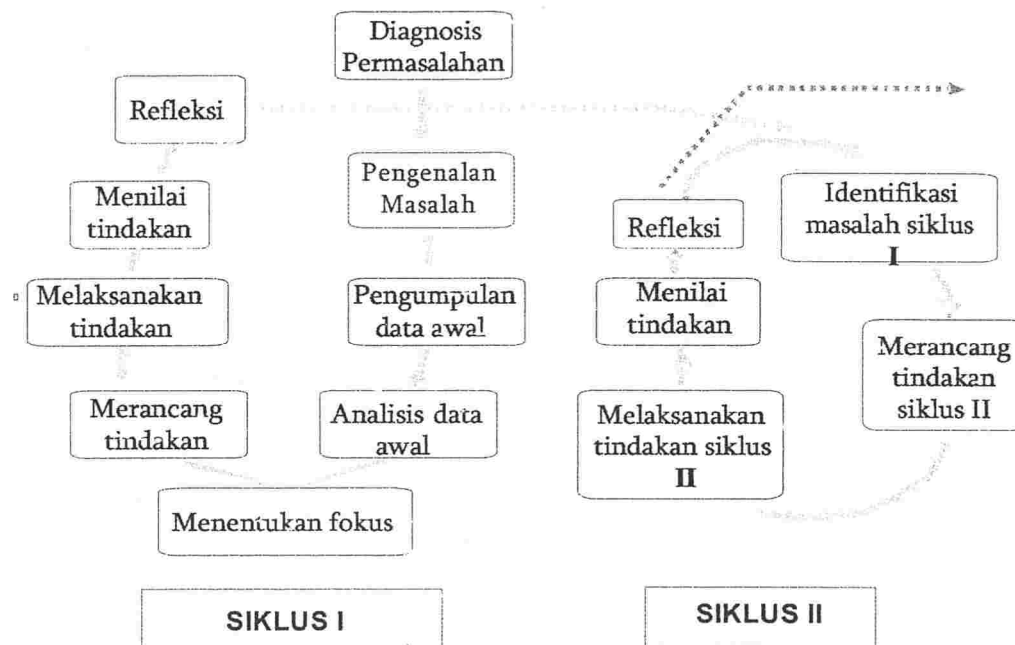 Diagnosis
Permasalahan
Refleksi
Pengenalan
Masalah
Menilai
tindakan
Pengumpulan
data awal
Melaksanakan
tindakan
Analisis data
awal
Merancang
tindakan
Menentukan fokus
SIKLUS I
Refleksi
Identifikasi
masalah siklus
I
Menilai
tindakan
Merancang
tindakan
siklus II
Melaksanakan
tindakan siklus
II
SIKLUS II